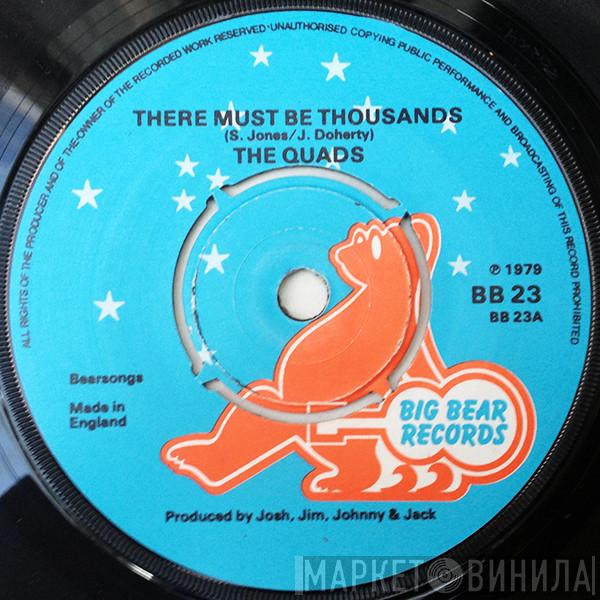 ALL RIGHTS OF THE PRODUCER AND OF THE OWNER OF THE RECORDED WORK RESERVED UNAUTHORISED COPYING PUBLIC PERFORMANCE AND BROADCASTING OF THIS RECORD PROHIBITED
THERE MUST BE THOUSANDS
(S. Jones/J. Doherty)
THE QUADS
℗ 1979
BB 23
BB 23A
Bearsongs
Made in
England
BIG BEAR
RECORDS
Produced by Josh, Jim, Johnny & Jack
МАРКЕТ ВИНИЛА